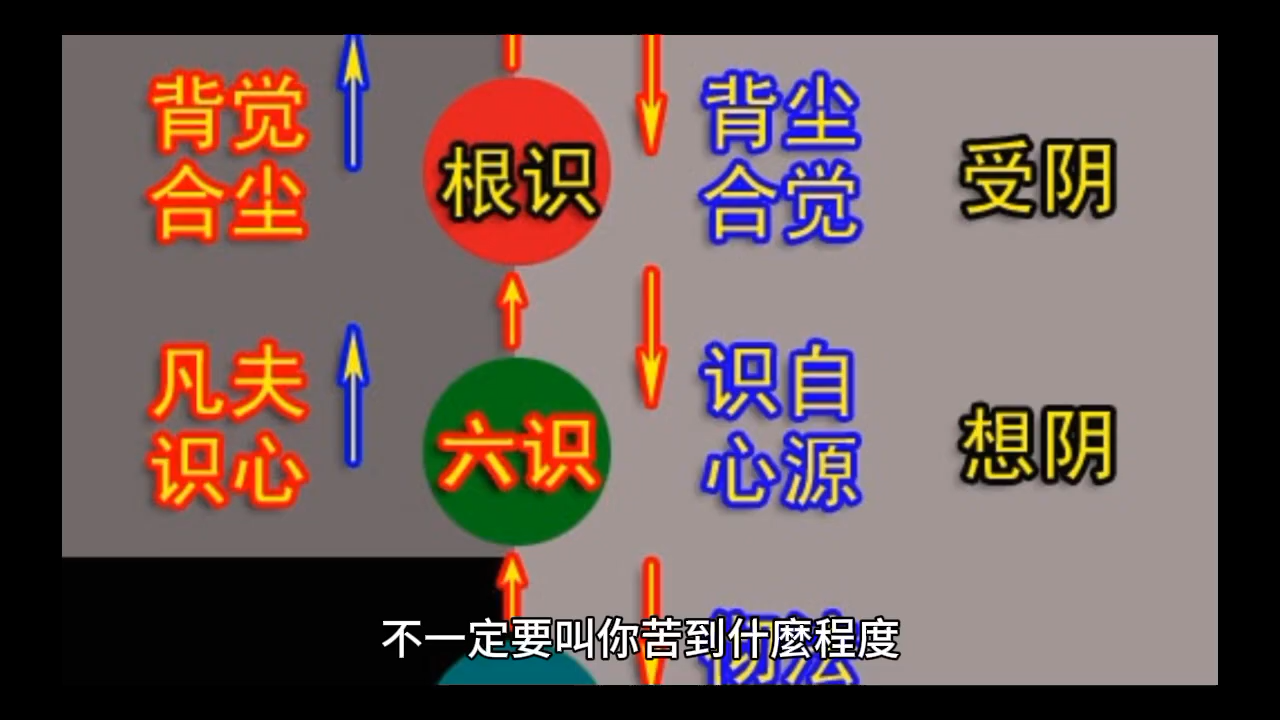 背觉
合尘
根识
背尘
合觉
受阴
凡夫
识心
六识
识自
心源
想阴
不一定要叫你苦到什麼程度